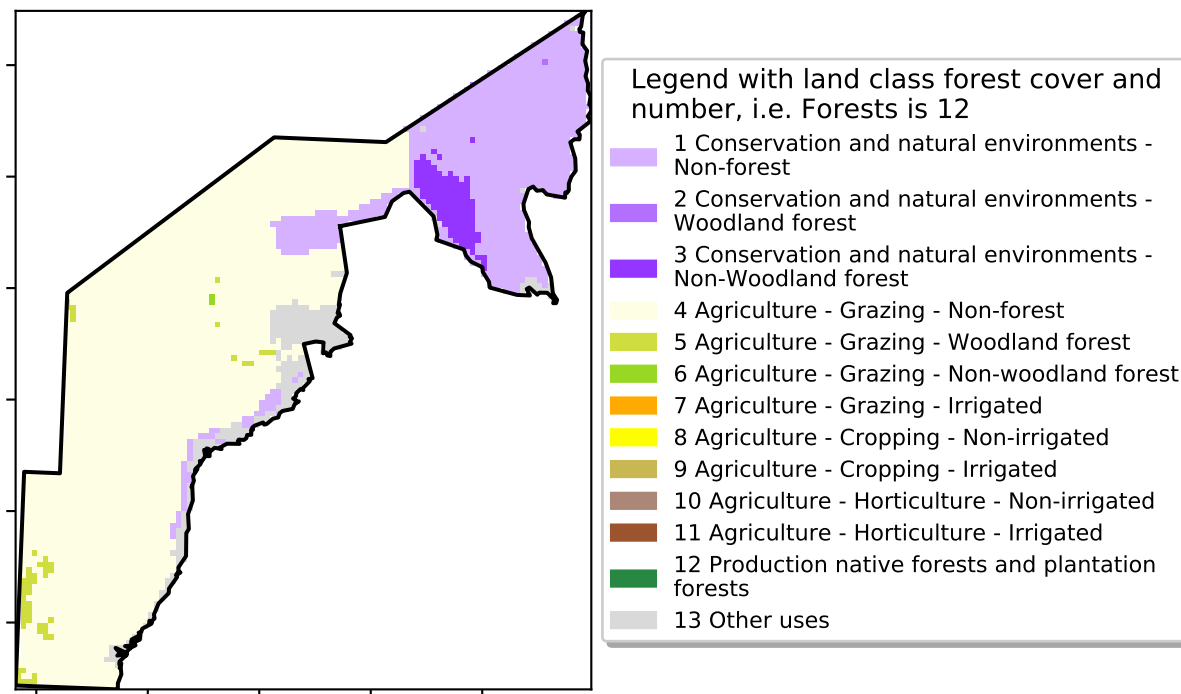 Legend with land class forest cover and
number, i.e. Forests is 12
1 Conservation and natural environments -
Non-forest
2 Conservation and natural environments -
Woodland forest
3 Conservation and natural environments -
Non-Woodland forest
4 Agriculture - Grazing - Non-forest
5 Agriculture - Grazing - Woodland forest
6 Agriculture - Grazing - Non-woodland forest
7 Agriculture - Grazing - Irrigated
8 Agriculture - Cropping - Non-irrigated
9 Agriculture - Cropping - Irrigated
10 Agriculture - Horticulture - Non-irrigated
11 Agriculture - Horticulture - Irrigated
12 Production native forests and plantation
forests
13 Other uses